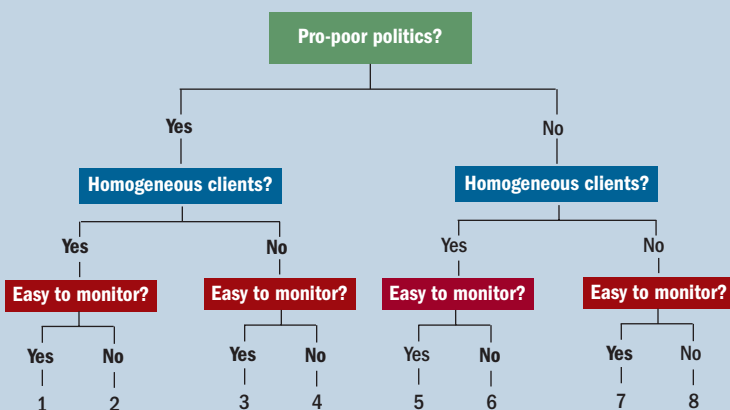 Pro-poor politics?
Yes No
Homogeneous clients? Homogeneous clients?
Yes No Yes No
Easy to monitor? Easy to monitor? Easy to monitor? Easy to monitor?
Yes No Yes No Yes No Yes No
1 2 3 4 5 6 7 8